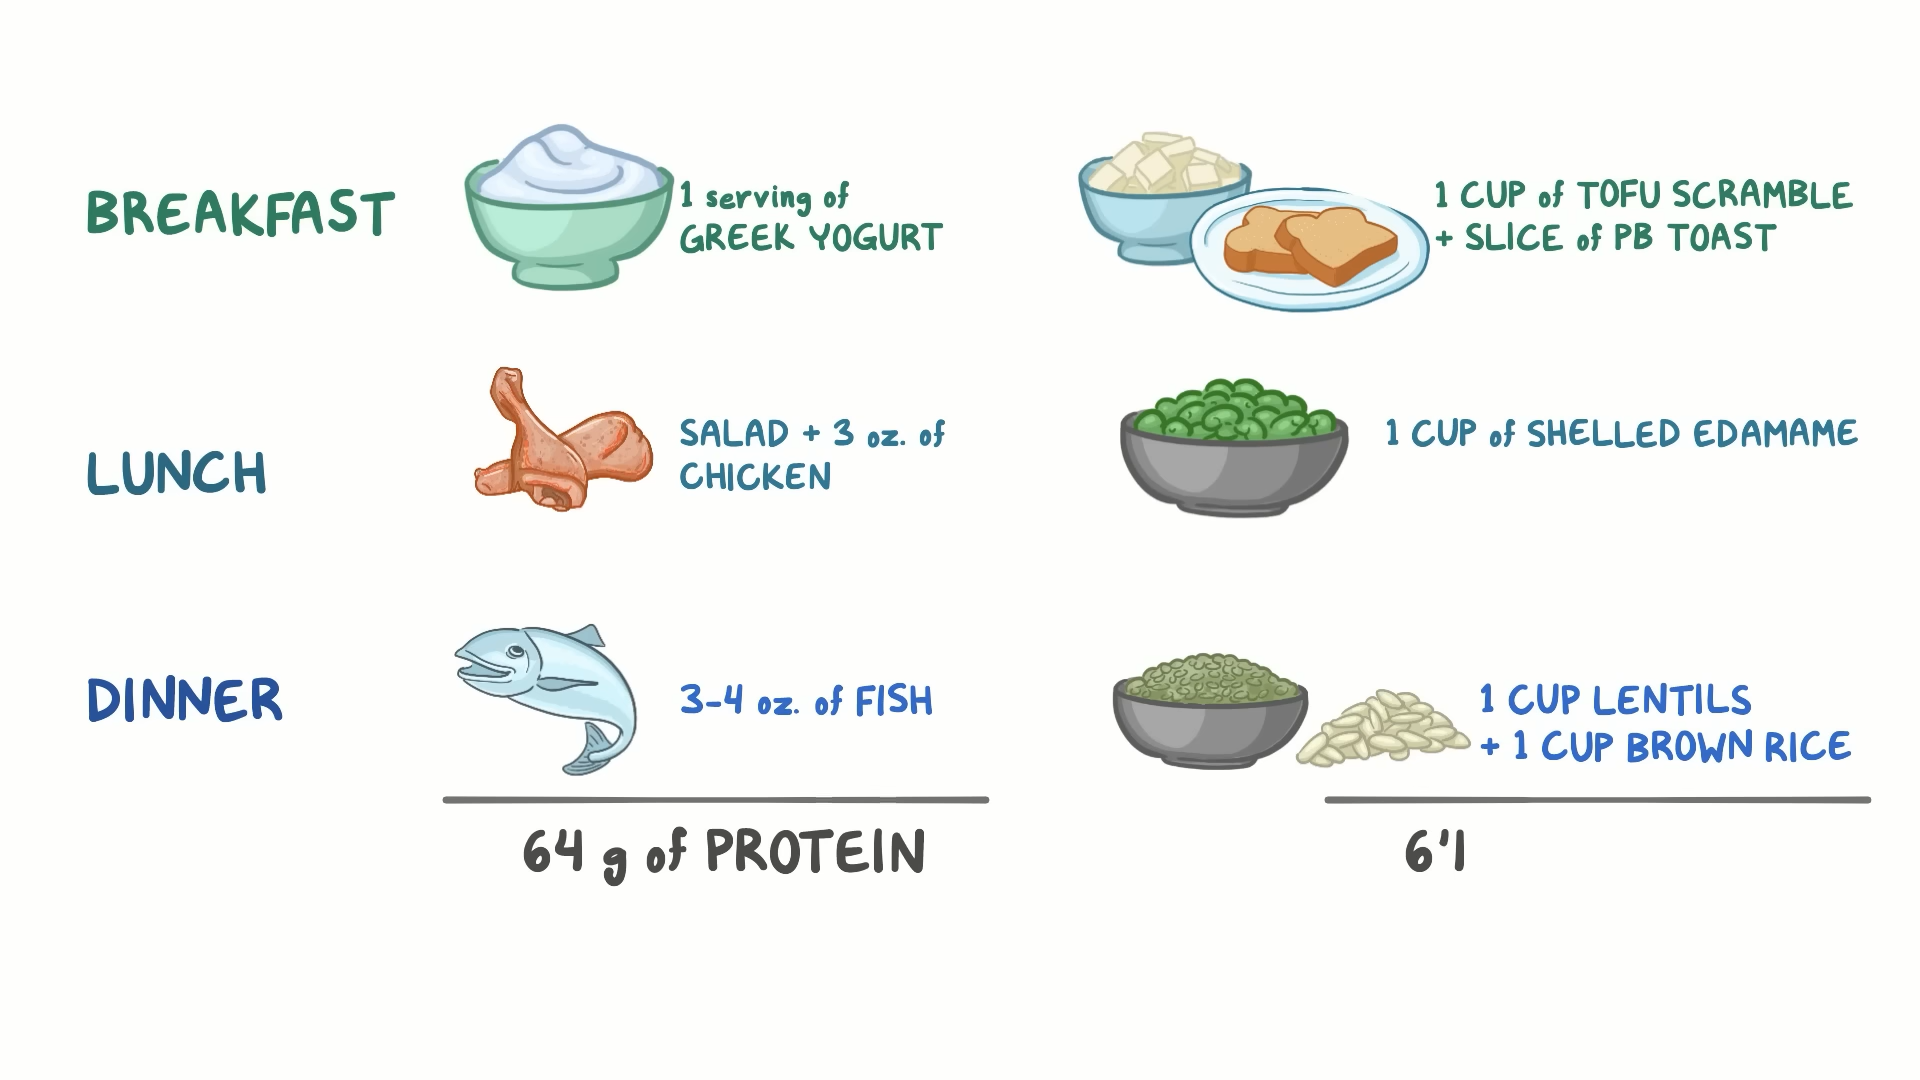 BREAKFAST
1 serving of
GREEK YOGURT
1 CUP of TOFU SCRAMBLE
+ SLICE of PB TOAST
LUNCH
SALAD + 3 oz. of
CHICKEN
1 CUP of SHELLED EDAMAME
DINNER
3-4 oz. of FISH
1 CUP LENTILS
+ 1 CUP BROWN RICE
64 g of PROTEIN